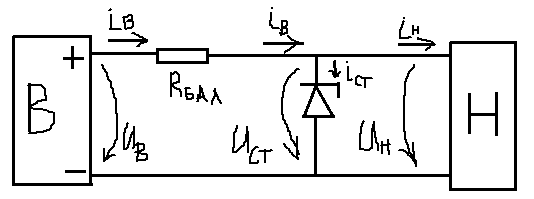 iВ iВ iН
+
RБАЛ iСТ
В Н
UВ UСТ UН
−